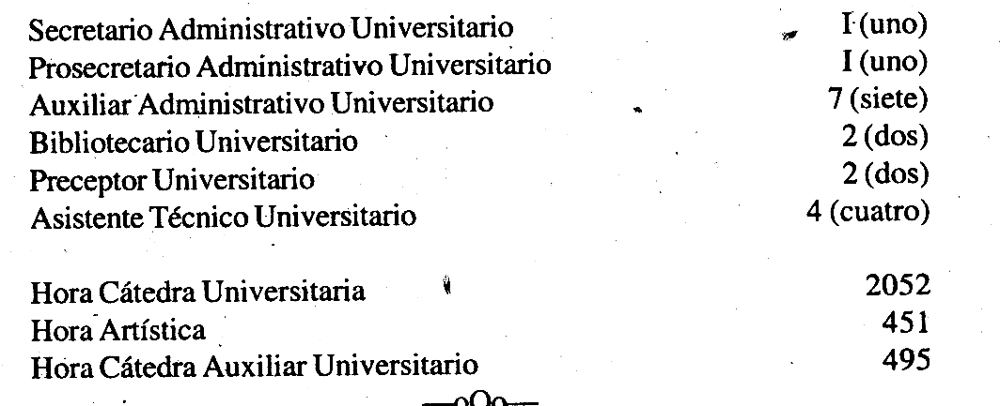 Secretario Administrativo Universitario I (uno)
Prosecretario Administrativo Universitario I (uno)
Auxiliar Administrativo Universitario 7 (siete)
Bibliotecario Universitario 2 (dos)
Preceptor Universitario 2 (dos)
Asistente Técnico Universitario 4 (cuatro)
Hora Cátedra Universitaria 2052
Hora Artística 451
Hora Cátedra Auxiliar Universitario 495
—oOo—